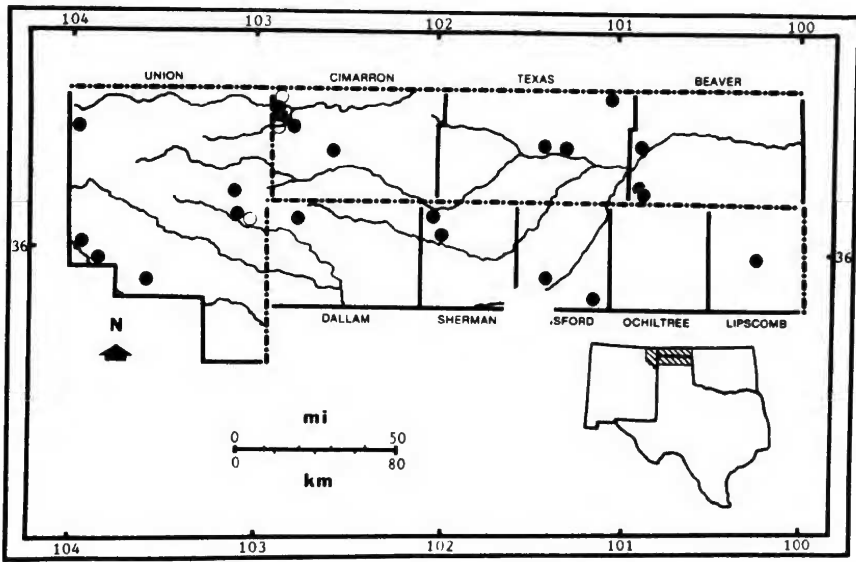 104 103 102 101 100
UNION CIMARRON TEXAS BEAVER
36 36
DALLAM SHERMAN SFORD OCHILTREE LIPSCOMB
N
mi
0 50
0 80
km
104 103 102 101 100